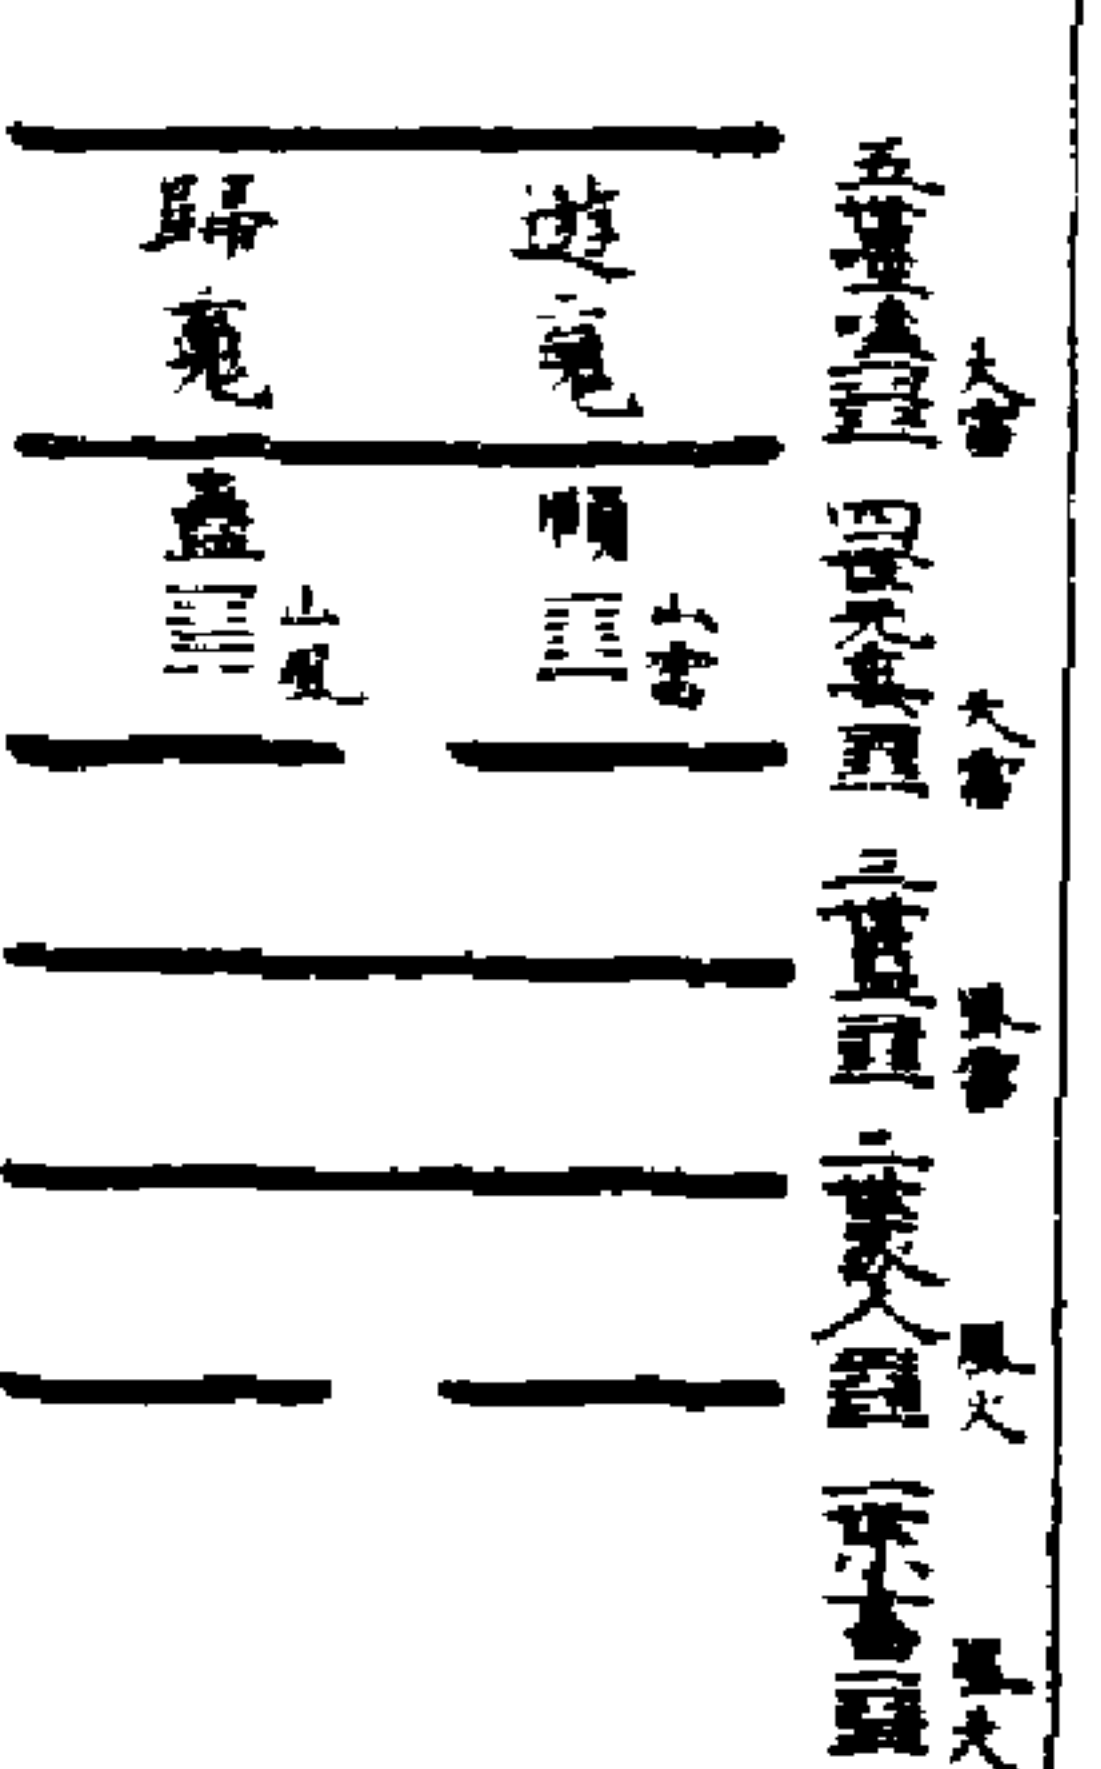 火雷
天雷
風雷
風火
風天
五世噬嗑
四世无妄
三世益
二世家人
一世小畜
遊魂
山雷
頤
歸魂
山風
蠱